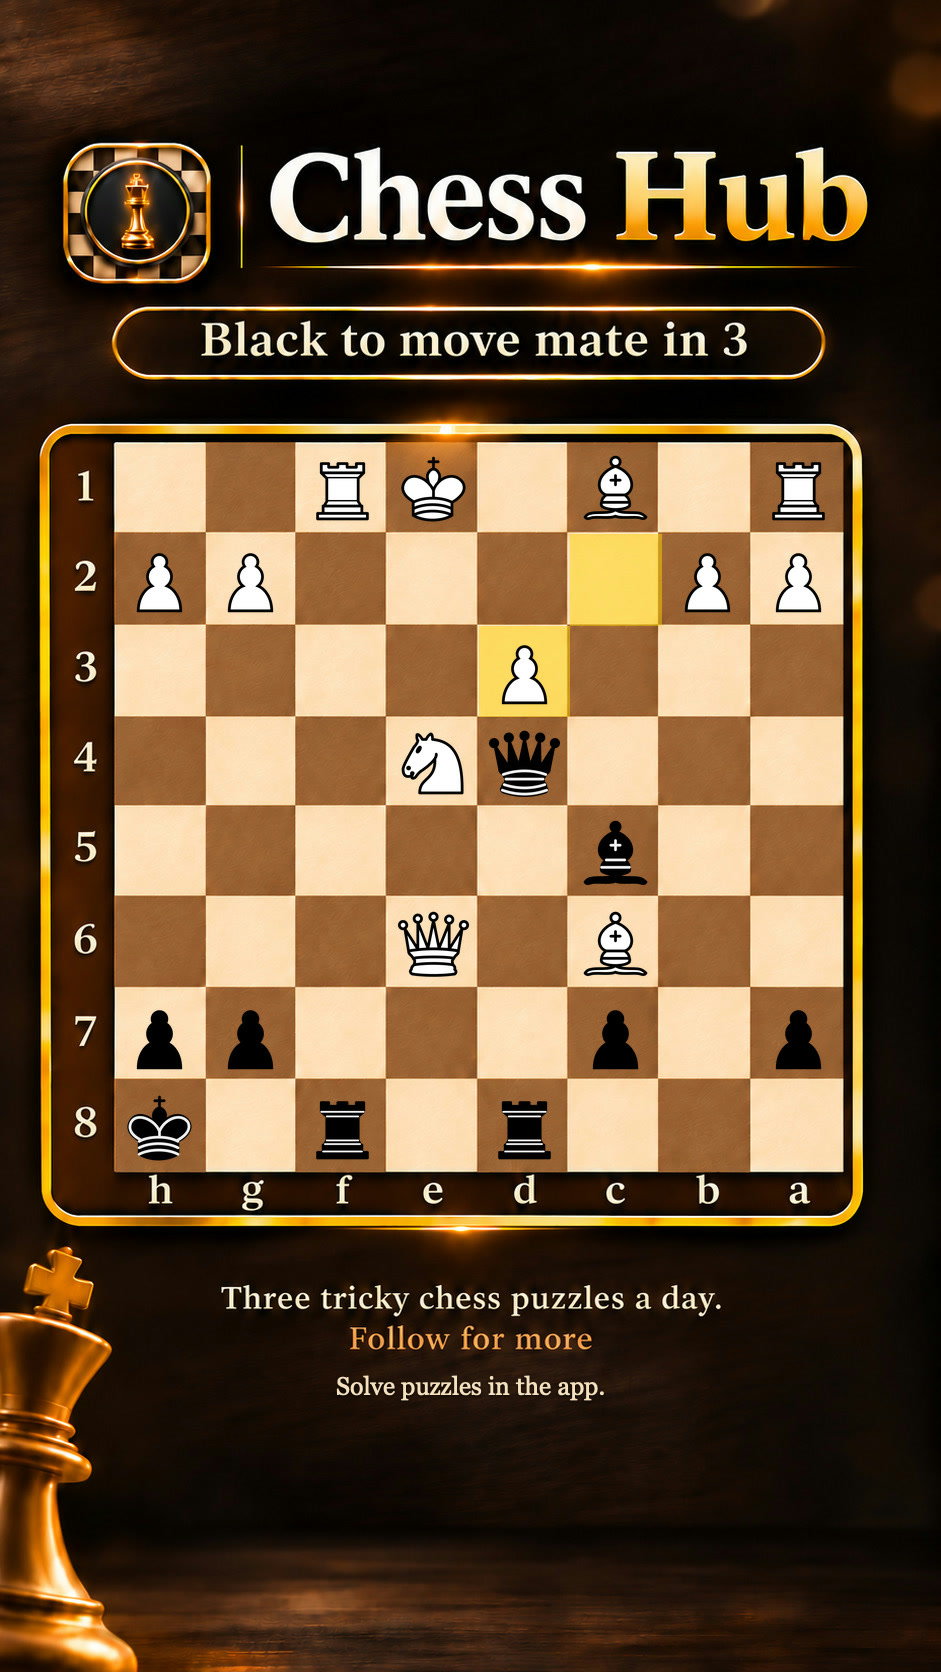 Chess Hub
Black to move mate in 3
1
2
3
4
5
6
7
8
h g f e d c b a
Three tricky chess puzzles a day.
Follow for more
Solve puzzles in the app.